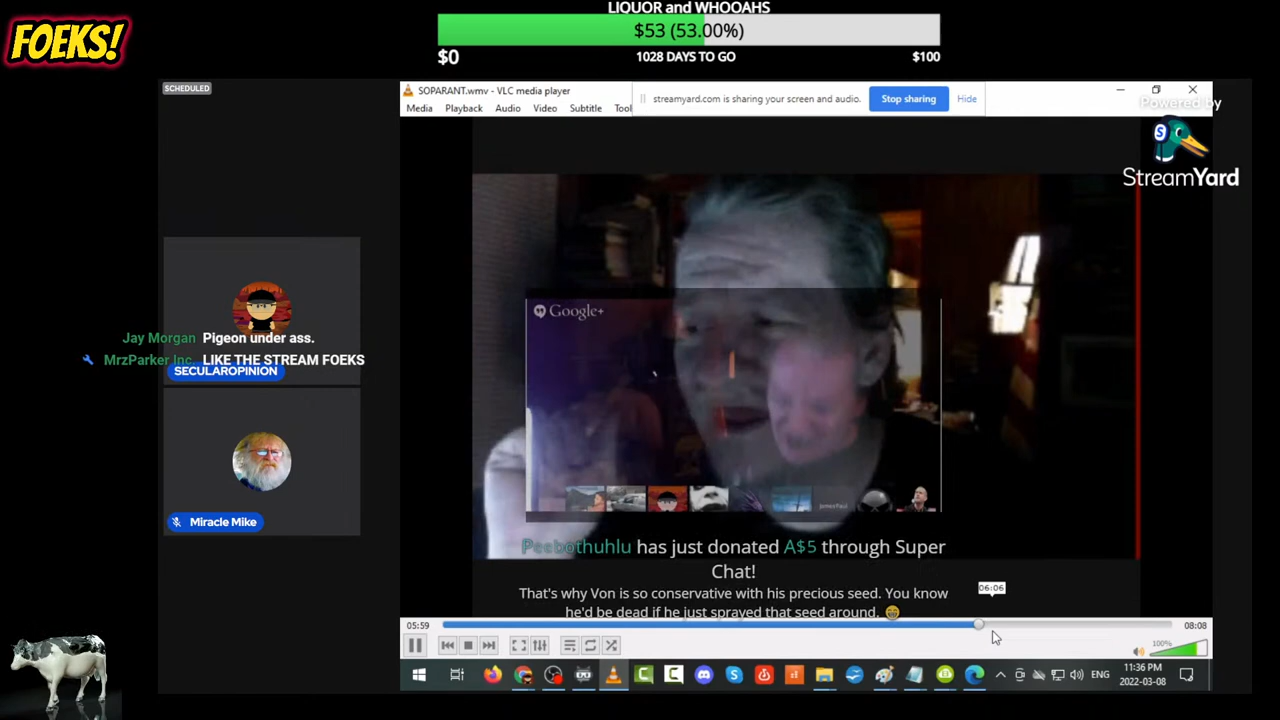 FOEKS!
LIQUOR and WHOOAHS
$53 (53.00%)
$0
1028 DAYS TO GO
$100
SCHEDULED
SOPARANT.wmv - VLC media player
streamyard.com is sharing your screen and audio.
Stop sharing
Hide
Media Playback Audio Video Subtitle
Powered by
S
StreamYard
Google+
Jay Morgan Pigeon under ass.
MrzParker Inc. LIKE THE STREAM FOEKS
SECULAROPINION
Miracle Mike
Peebothuhlu has just donated A$5 through Super
Chat!
That's why Von is so conservative with his precious seed. You know
he'd be dead if he just sprayed that seed around.
06:06
05:59
08:08
100%
ENG
11:36 PM
2022-03-08